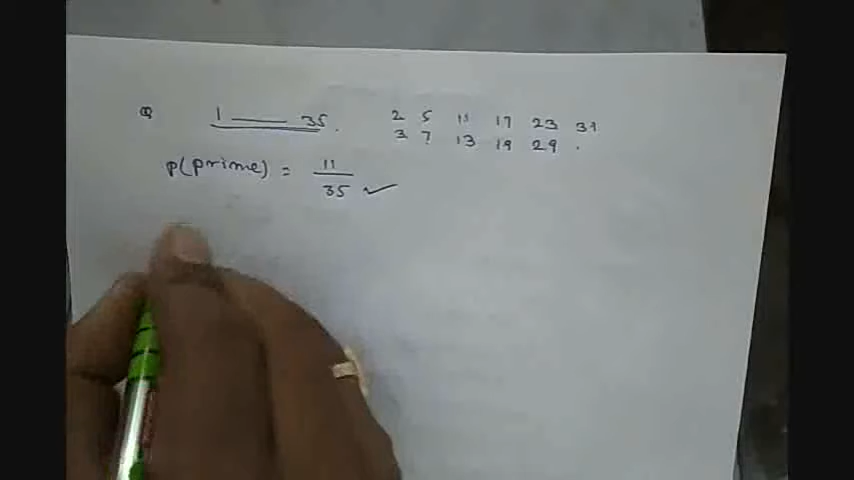 Q 1 —— 35. 2 5 11 17 23 31
3 7 13 19 29 .
P(prime) = 11/35 ✓